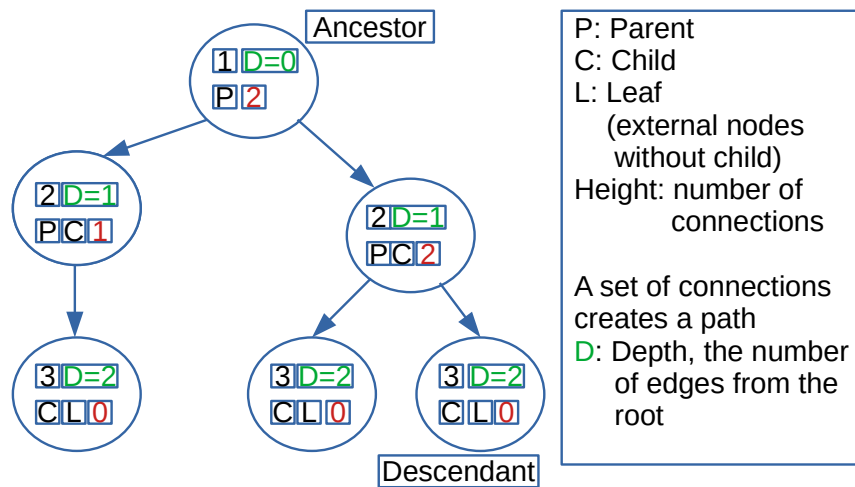 Ancestor
1 D=0
P 2
2 D=1
P C 1
2 D=1
P C 2
3 D=2
C L 0
3 D=2
C L 0
3 D=2
C L 0
Descendant
P: Parent
C: Child
L: Leaf
(external nodes
without child)
Height: number of
connections
A set of connections
creates a path
D: Depth, the number
of edges from the
root